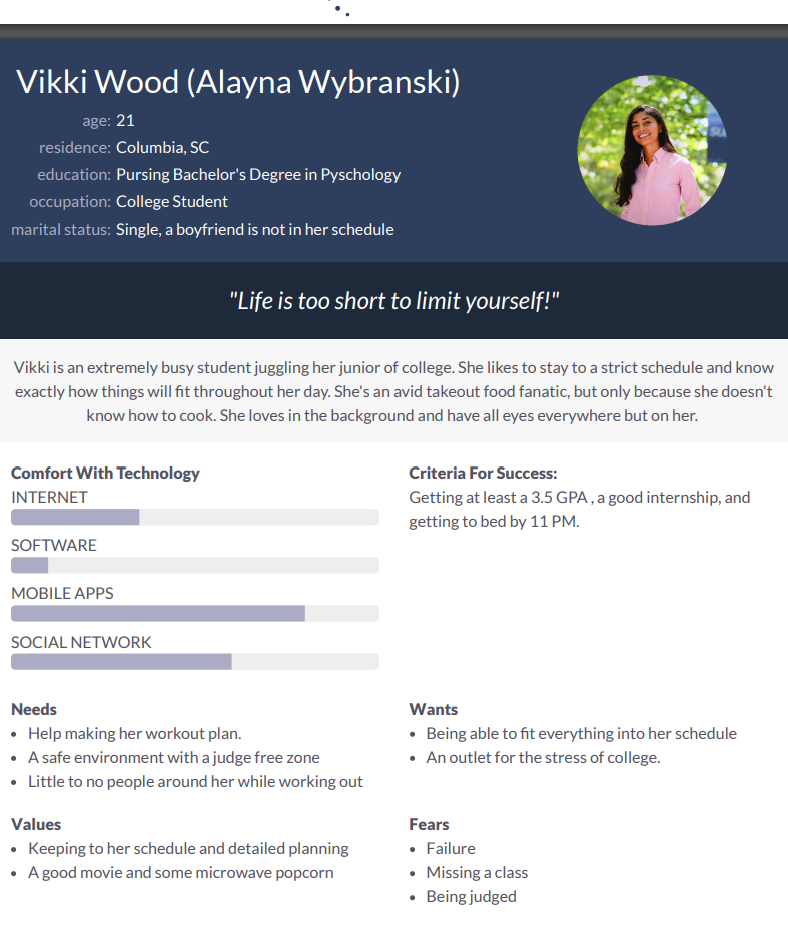 Vikki Wood (Alayna Wybranski)
age: 21
residence: Columbia, SC
education: Pursing Bachelor's Degree in Pyschology
occupation: College Student
marital status: Single, a boyfriend is not in her schedule
"Life is too short to limit yourself!"
Vikki is an extremely busy student juggling her junior of college. She likes to stay to a strict schedule and know
exactly how things will fit throughout her day. She's an avid takeout food fanatic, but only because she doesn't
know how to cook. She loves in the background and have all eyes everywhere but on her.
Comfort With Technology
INTERNET
SOFTWARE
MOBILE APPS
SOCIAL NETWORK
Criteria For Success:
Getting at least a 3.5 GPA , a good internship, and
getting to bed by 11 PM.
Needs
• Help making her workout plan.
• A safe environment with a judge free zone
• Little to no people around her while working out
Wants
• Being able to fit everything into her schedule
• An outlet for the stress of college.
Values
• Keeping to her schedule and detailed planning
• A good movie and some microwave popcorn
Fears
• Failure
• Missing a class
• Being judged